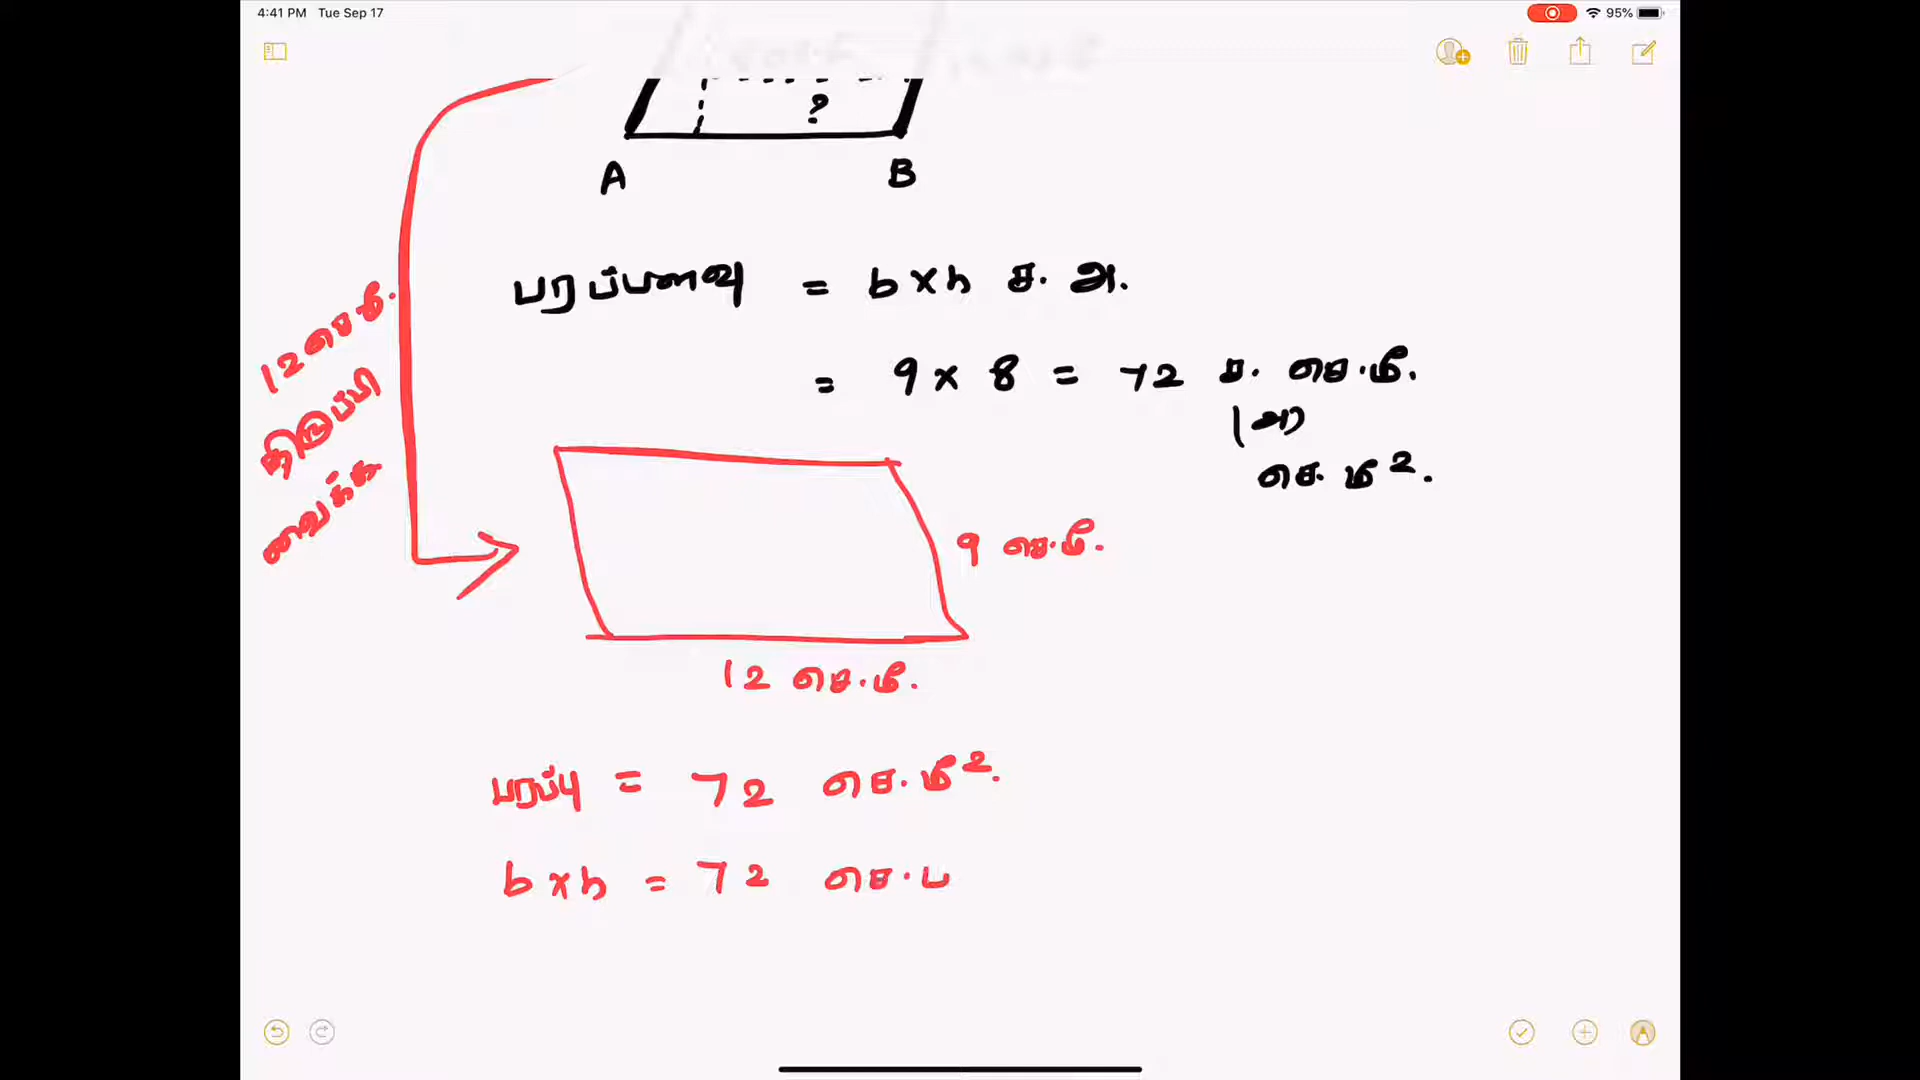 4:41 PM Tue Sep 17
95%
?
A B
பரப்பளவு = b x h ச. அ.
= 9 x 8 = 72 ச. செ.மீ.
(அ)
செ.மீ².
12 செ.மீ.
திருப்பி
வைக்க
9 செ.மீ.
12 செ.மீ.
பரப்பு = 72 செ.மீ².
b x h = 72 செ.